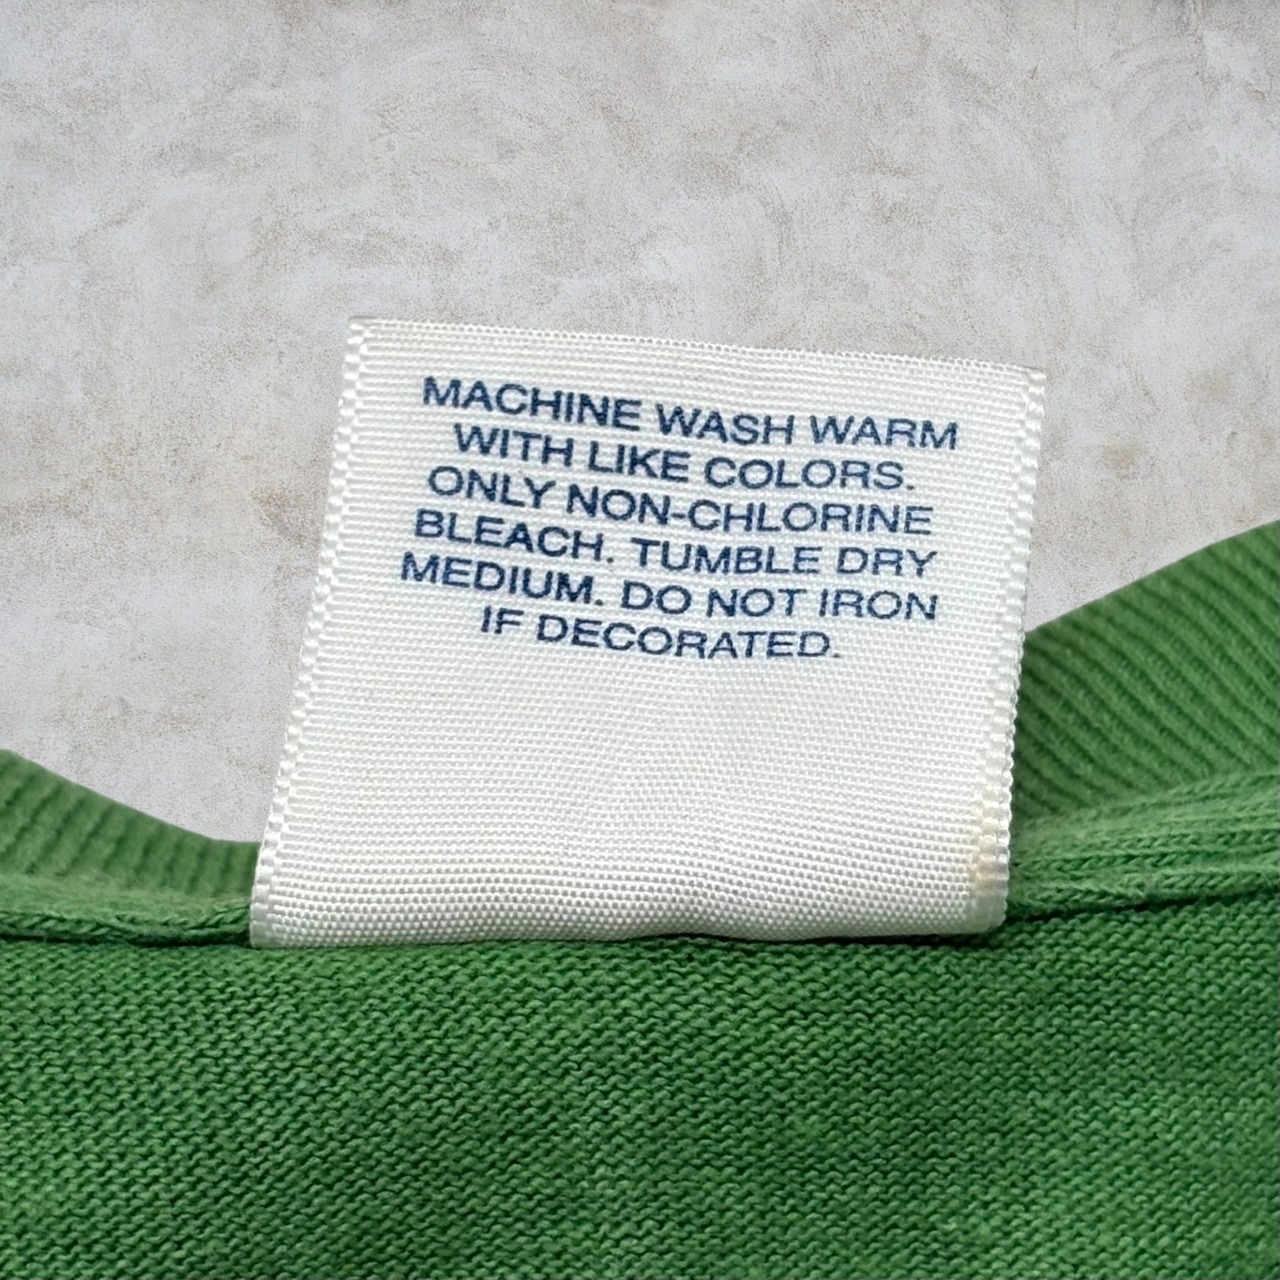 MACHINE WASH WARM
WITH LIKE COLORS.
ONLY NON-CHLORINE
BLEACH. TUMBLE DRY
MEDIUM. DO NOT IRON
IF DECORATED.